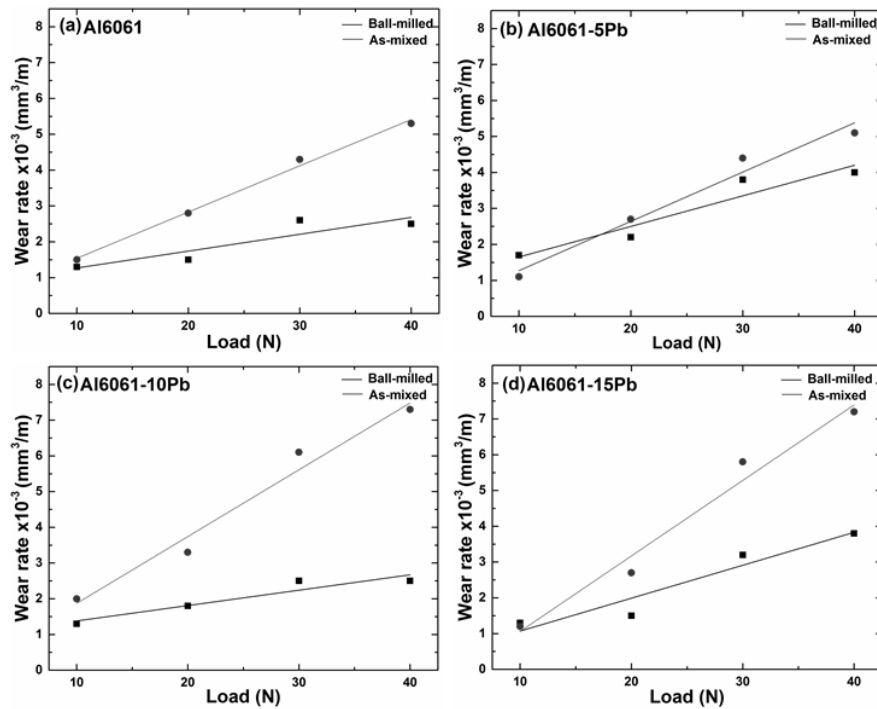 (a) Al6061
Ball-milled
As-mixed
8
7
6
5
4
3
2
1
0
Wear rate x10⁻³ (mm³/m)
10 20 30 40
Load (N)
(b) Al6061-5Pb
Ball-milled
As-mixed
8
7
6
5
4
3
2
1
0
Wear rate x10⁻³ (mm³/m)
10 20 30 40
Load (N)
(c) Al6061-10Pb
Ball-milled
As-mixed
8
7
6
5
4
3
2
1
0
Wear rate x10⁻³ (mm³/m)
10 20 30 40
Load (N)
(d) Al6061-15Pb
Ball-milled
As-mixed
8
7
6
5
4
3
2
1
0
Wear rate x10⁻³ (mm³/m)
10 20 30 40
Load (N)